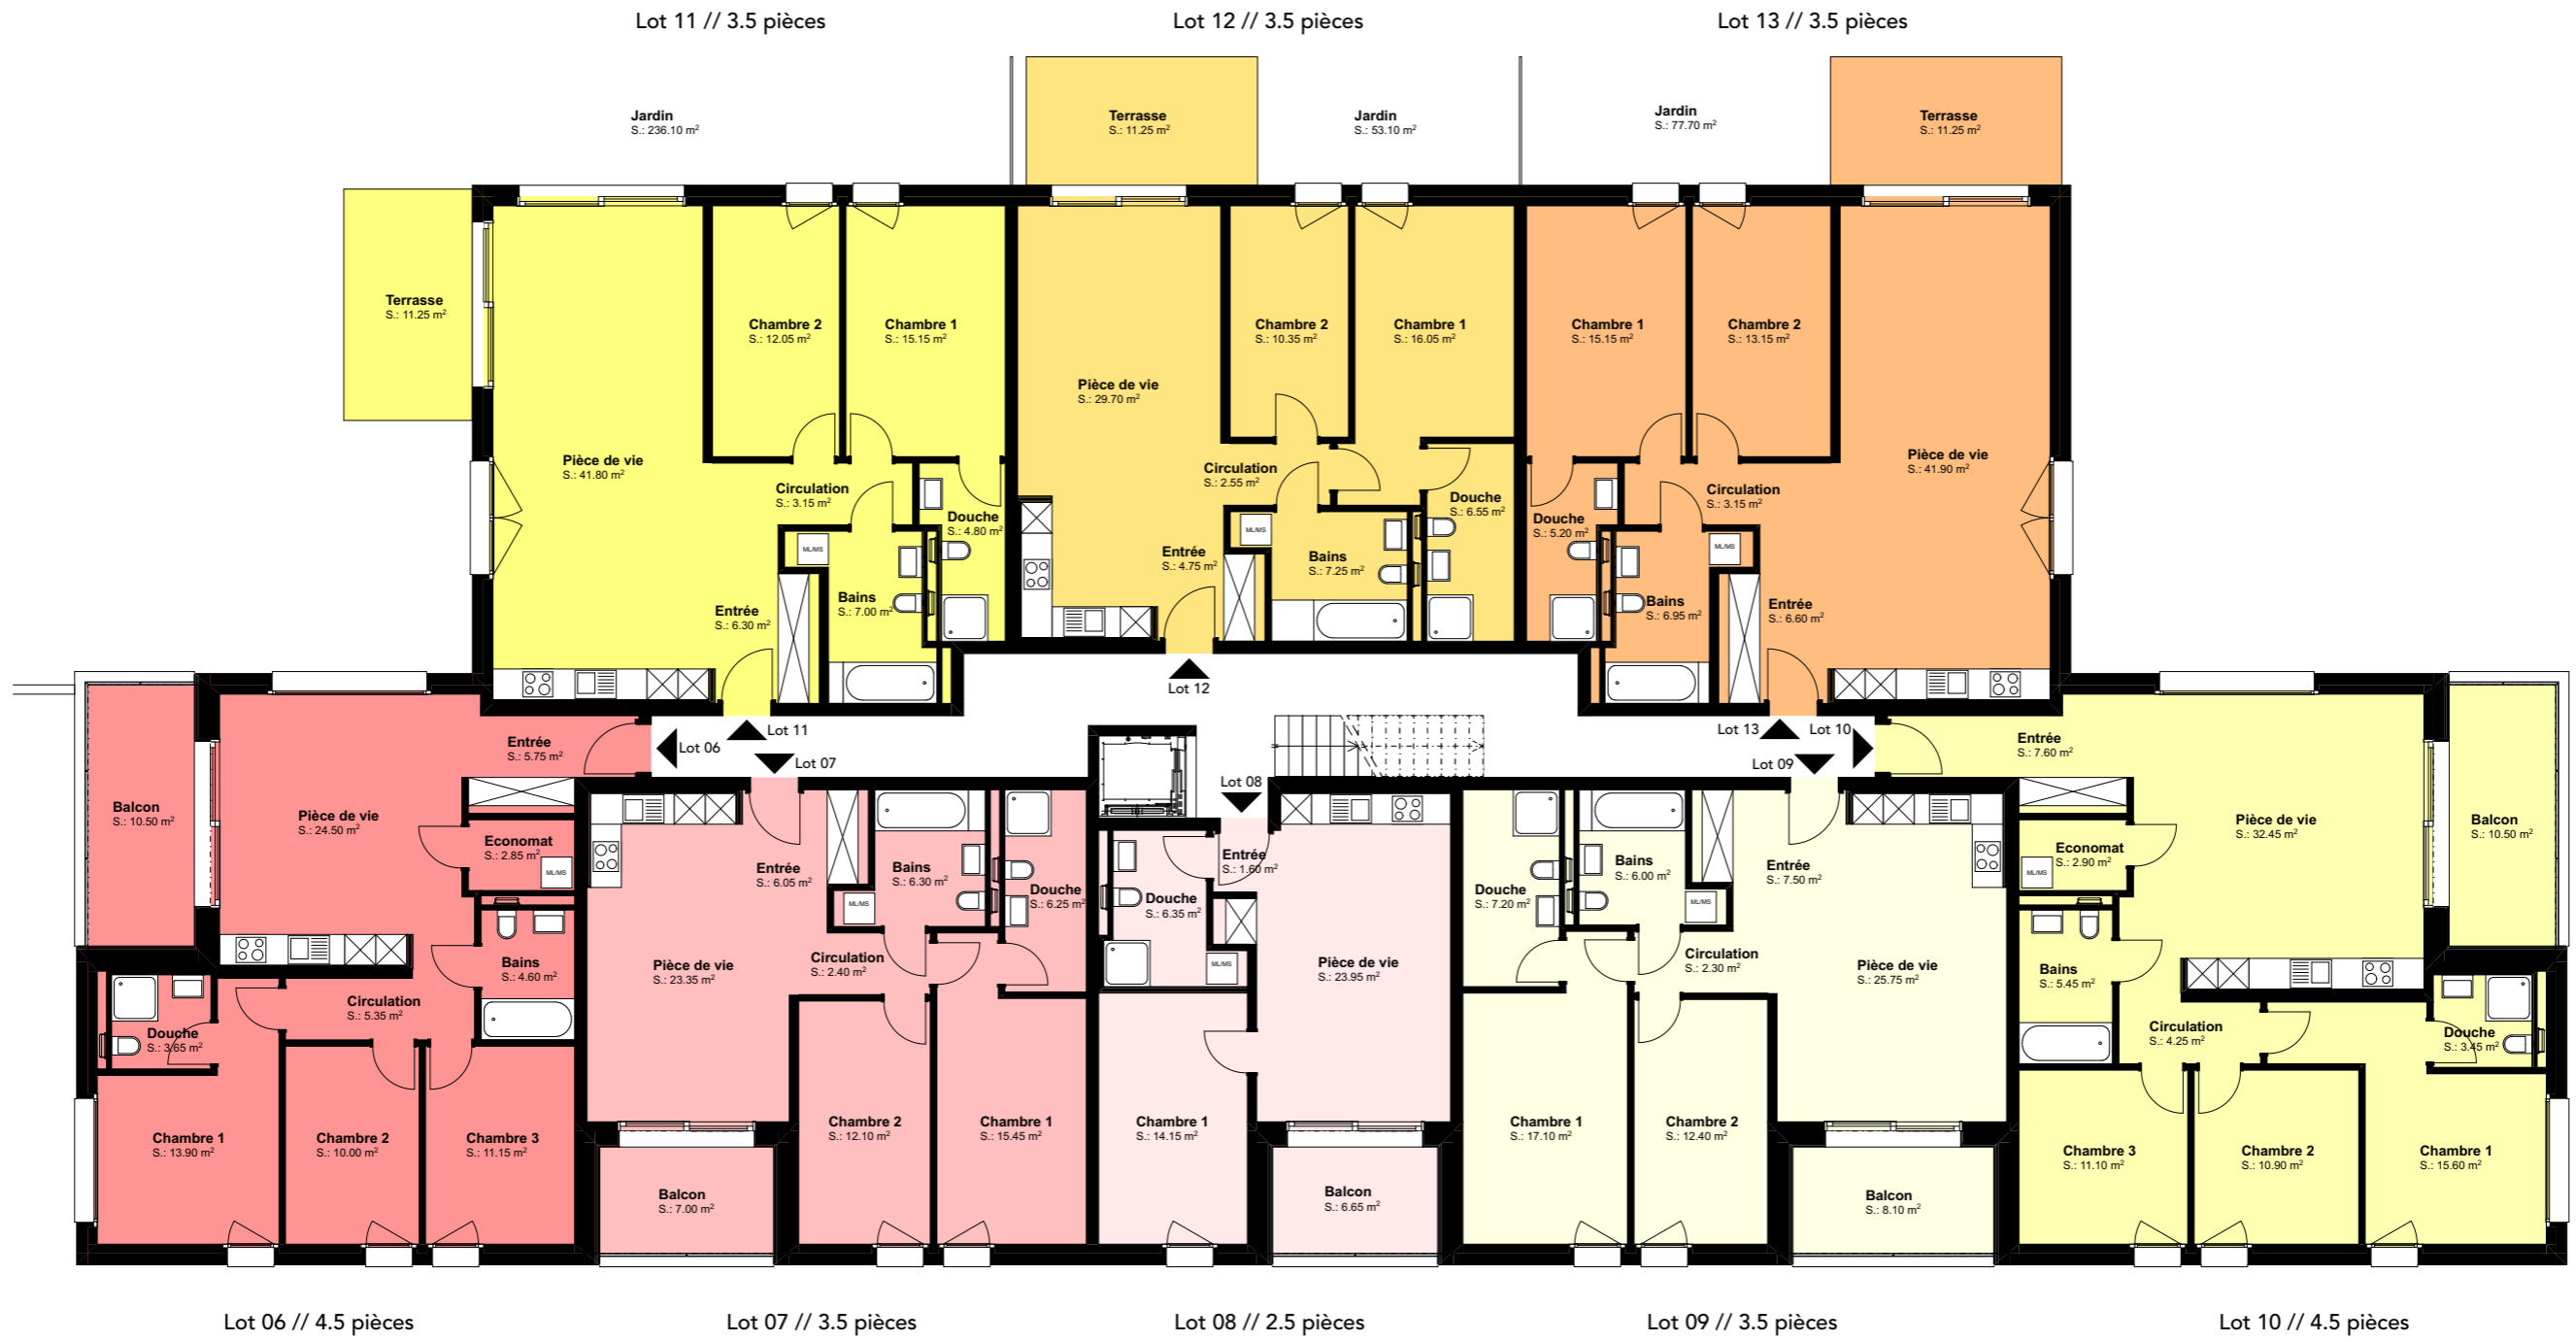 Lot 11 // 3.5 pièces
Lot 12 // 3.5 pièces
Lot 13 // 3.5 pièces
Jardin
S.: 236.10 m²
Terrasse
S.: 11.25 m²
Jardin
S.: 53.10 m²
Jardin
S.: 77.70 m²
Terrasse
S.: 11.25 m²
Terrasse
S.: 11.25 m²
Chambre 2
S.: 12.05 m²
Chambre 1
S.: 15.15 m²
Pièce de vie
S.: 41.80 m²
Circulation
S.: 3.15 m²
Douche
S.: 4.80 m²
ML/MS
Bains
S.: 7.00 m²
Entrée
S.: 6.30 m²
Pièce de vie
S.: 29.70 m²
Chambre 2
S.: 10.35 m²
Chambre 1
S.: 16.05 m²
Circulation
S.: 2.55 m²
Douche
S.: 6.55 m²
ML/MS
Entrée
S.: 4.75 m²
Bains
S.: 7.25 m²
Chambre 1
S.: 15.15 m²
Chambre 2
S.: 13.15 m²
Pièce de vie
S.: 41.90 m²
Circulation
S.: 3.15 m²
Douche
S.: 5.20 m²
ML/MS
Bains
S.: 6.95 m²
Entrée
S.: 6.60 m²
Lot 12
Lot 11
Lot 06
Lot 07
Lot 08
Lot 13
Lot 10
Lot 09
Balcon
S.: 10.50 m²
Entrée
S.: 5.75 m²
Pièce de vie
S.: 24.50 m²
Economat
S.: 2.85 m²
ML/MS
Bains
S.: 4.60 m²
Circulation
S.: 5.35 m²
Douche
S.: 3.65 m²
Chambre 1
S.: 13.90 m²
Chambre 2
S.: 10.00 m²
Chambre 3
S.: 11.15 m²
Entrée
S.: 6.05 m²
Bains
S.: 6.30 m²
Douche
S.: 6.25 m²
ML/MS
Pièce de vie
S.: 23.35 m²
Circulation
S.: 2.40 m²
Chambre 2
S.: 12.10 m²
Chambre 1
S.: 15.45 m²
Balcon
S.: 7.00 m²
Entrée
S.: 1.60 m²
Douche
S.: 6.35 m²
ML/MS
Pièce de vie
S.: 23.95 m²
Chambre 1
S.: 14.15 m²
Balcon
S.: 6.65 m²
Douche
S.: 7.20 m²
Bains
S.: 6.00 m²
Entrée
S.: 7.50 m²
ML/MS
Circulation
S.: 2.30 m²
Pièce de vie
S.: 25.75 m²
Chambre 1
S.: 17.10 m²
Chambre 2
S.: 12.40 m²
Balcon
S.: 8.10 m²
Entrée
S.: 7.60 m²
Pièce de vie
S.: 32.45 m²
Balcon
S.: 10.50 m²
Economat
S.: 2.90 m²
ML/MS
Bains
S.: 5.45 m²
Circulation
S.: 4.25 m²
Douche
S.: 3.45 m²
Chambre 3
S.: 11.10 m²
Chambre 2
S.: 10.90 m²
Chambre 1
S.: 15.60 m²
Lot 06 // 4.5 pièces
Lot 07 // 3.5 pièces
Lot 08 // 2.5 pièces
Lot 09 // 3.5 pièces
Lot 10 // 4.5 pièces